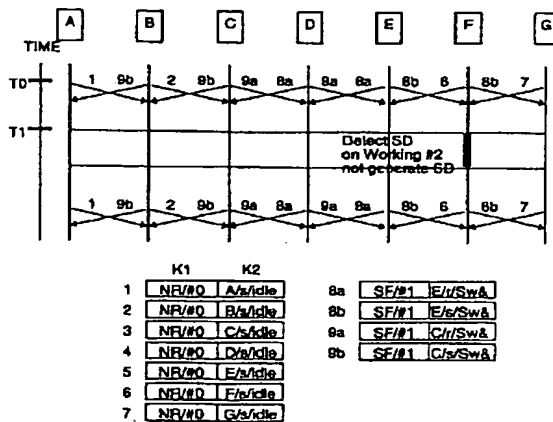 A B C D E F G
TIME
T0
1 9b 2 9b 9a 8a 9a 8a 8b 6 8b 7
T1
Detect SD
on Working #2
not generate SD
1 9b 2 9b 9a 8a 9a 8a 8b 6 8b 7
K1 K2
1 NR/#0 A/s/idle
2 NR/#0 B/s/idle
3 NR/#0 C/s/idle
4 NR/#0 D/s/idle
5 NR/#0 E/s/idle
6 NR/#0 F/s/idle
7 NR/#0 G/s/idle
8a SF/#1 E/r/Sw&
8b SF/#1 E/s/Sw&
9a SF/#1 C/r/Sw&
9b SF/#1 C/s/Sw&